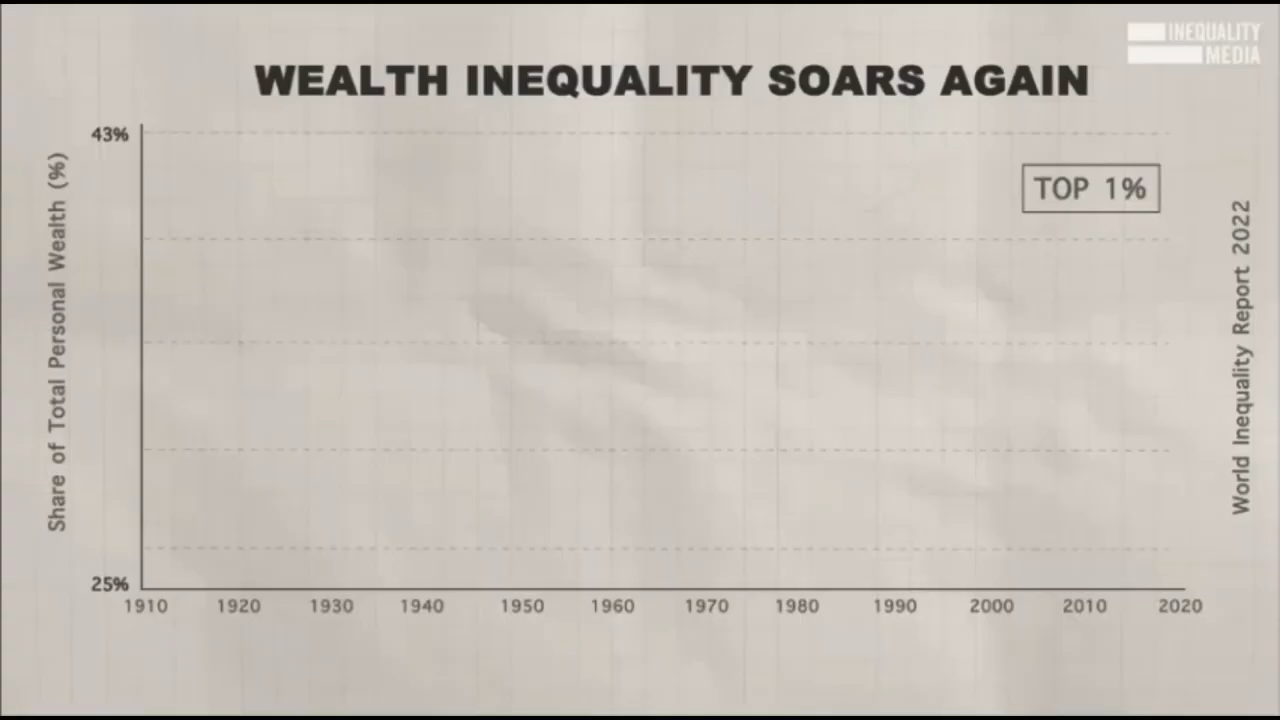 INEQUALITY
MEDIA
WEALTH INEQUALITY SOARS AGAIN
43%
TOP 1%
Share of Total Personal Wealth (%)
World Inequality Report 2022
25%
1910 1920 1930 1940 1950 1960 1970 1980 1990 2000 2010 2020